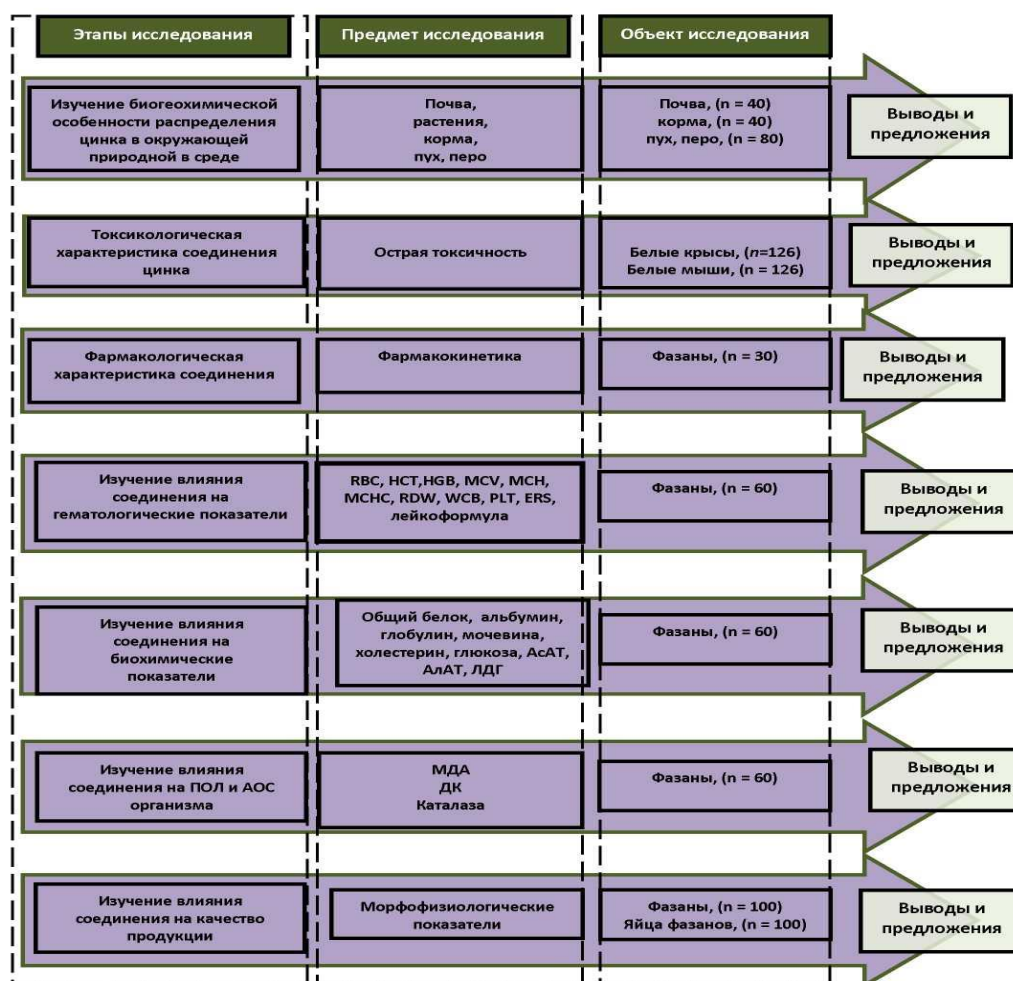 Этапы исследования
Предмет исследования
Объект исследования
Изучение биогеохимической
особенности распределения
цинка в окружающей
природной в среде
Почва,
растения,
корма,
пух, перо
Почва, (n = 40)
корма, (n = 40)
пух, перо, (n = 80)
Выводы и
предложения
Токсикологическая
характеристика соединения
цинка
Острая токсичность
Белые крысы, (n=126)
Белые мыши, (n = 126)
Выводы и
предложения
Фармакологическая
характеристика соединения
Фармакокинетика
Фазаны, (n = 30)
Выводы и
предложения
Изучение влияния
соединения на
гематологические показатели
RBC, HCT,HGB, MCV, MCH,
MCHC, RDW, WCB, PLT, ERS,
лейкоформула
Фазаны, (n = 60)
Выводы и
предложения
Изучение влияния
соединения на
биохимические
показатели
Общий белок, альбумин,
глобулин, мочевина,
холестерин, глюкоза, АсАТ,
АлАТ, ЛДГ
Фазаны, (n = 60)
Выводы и
предложения
Изучение влияния
соединения на ПОЛ и АОС
организма
МДА
ДК
Каталаза
Фазаны, (n = 60)
Выводы и
предложения
Изучение влияния
соединения на качество
продукции
Морфофизиологические
показатели
Фазаны, (n = 100)
Яйца фазанов, (n = 100)
Выводы и
предложения